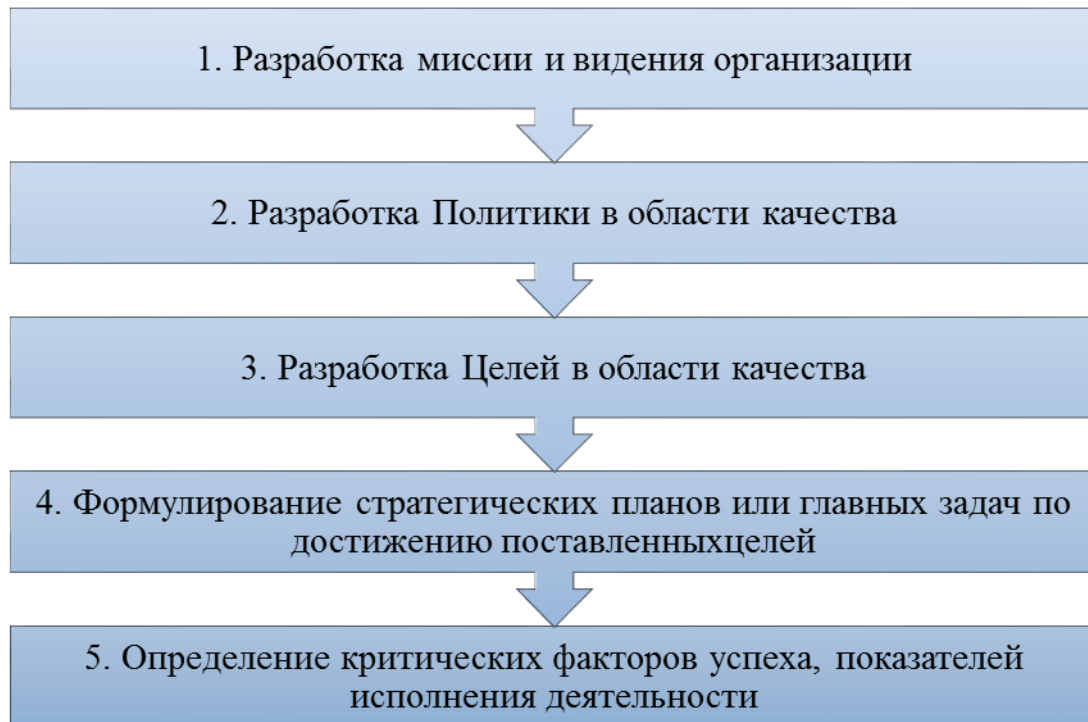 1. Разработка миссии и видения организации
2. Разработка Политики в области качества
3. Разработка Целей в области качества
4. Формулирование стратегических планов или главных задач по
достижению поставленныхцелей
5. Определение критических факторов успеха, показателей
исполнения деятельности